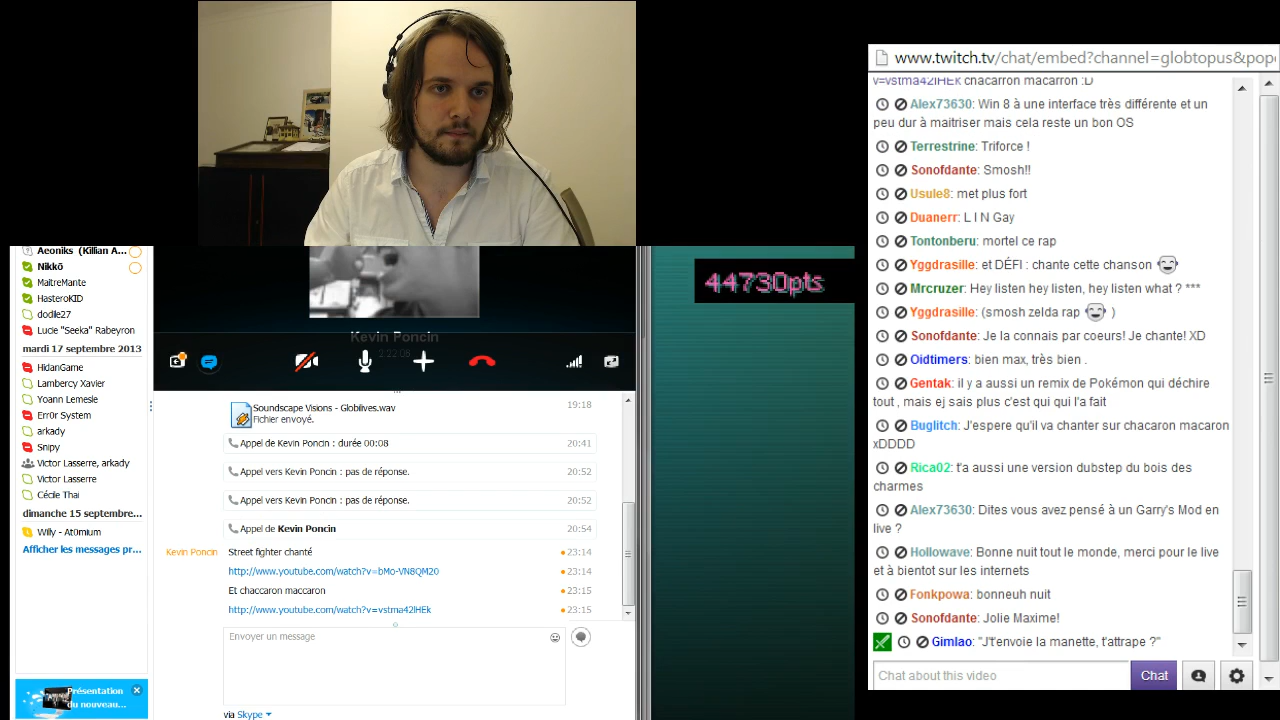 Aeoniks (Killian A...
Nikkō
MaitreMante
HasteroKID
dodile27
Lucie "Seeka" Rabeyron
mardi 17 septembre 2013
HidanGame
Lambercy Xavier
Yoann Lemesle
Err0r System
arkady
Snipy
Victor Lasserre, arkady
Victor Lasserre
Cécile Thai
dimanche 15 septembre...
Willy - At0mium
Afficher les messages pr...
Présentation
du nouveau...
Kevin Poncin
2:22:06
Soundscape Visions - Globilives.wav
Fichier envoyé.
19:18
Appel de Kevin Poncin : durée 00:08 20:41
Appel vers Kevin Poncin : pas de réponse. 20:52
Appel vers Kevin Poncin : pas de réponse. 20:52
Appel de Kevin Poncin 20:54
Kevin Poncin Street fighter chanté 23:14
http://www.youtube.com/watch?v=bMo-VN8QM20 23:14
Et chaccaron maccaron 23:15
http://www.youtube.com/watch?v=vstma42lHEk 23:15
Envoyer un message
via Skype
44730pts
www.twitch.tv/chat/embed?channel=globtopus&pop
v=vstma42lHEk chacarron macarron :D
Alex73630: Win 8 à une interface très différente et un
peu dur à maitriser mais cela reste un bon OS
Terrestrine: Triforce !
Sonofdante: Smosh!!
Usule8: met plus fort
Duanerr: L I N Gay
Tontonberu: mortel ce rap
Yggdrasille: et DÉFI : chante cette chanson
Mrcruzer: Hey listen hey listen, hey listen what ? ***
Yggdrasille: (smosh zelda rap )
Sonofdante: Je la connais par coeurs! Je chante! XD
Oidtimers: bien max, très bien .
Gentak: il y a aussi un remix de Pokémon qui déchire
tout , mais ej sais plus c'est qui qui l'a fait
Buglitch: J'espere qu'il va chanter sur chacaron macaron
xDDDD
Rica02: t'a aussi une version dubstep du bois des
charmes
Alex73630: Dites vous avez pensé à un Garry's Mod en
live ?
Hollowave: Bonne nuit tout le monde, merci pour le live
et à bientot sur les internets
Fonkpowa: bonneuh nuit
Sonofdante: Jolie Maxime!
Gimlao: "J't'envoie la manette, t'attrape ?"
Chat about this video
Chat